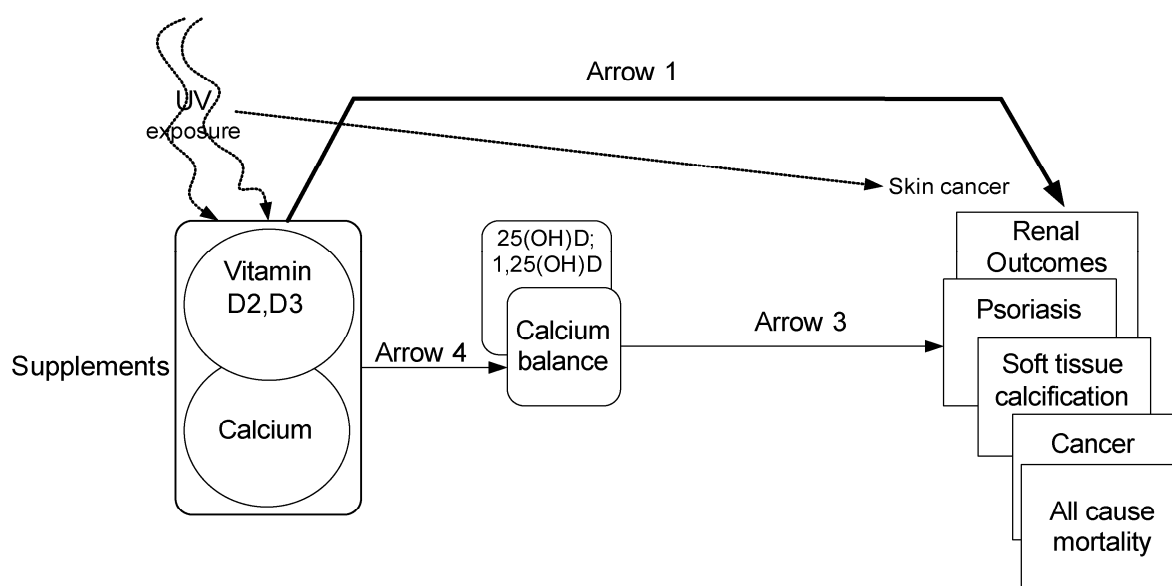 Arrow 1
UV
exposure
Skin cancer
25(OH)D;
1,25(OH)D
Renal
Outcomes
Vitamin
D2,D3
Psoriasis
Calcium
balance
Arrow 3
Arrow 4
Supplements
Soft tissue
calcification
Calcium
Cancer
All cause
mortality